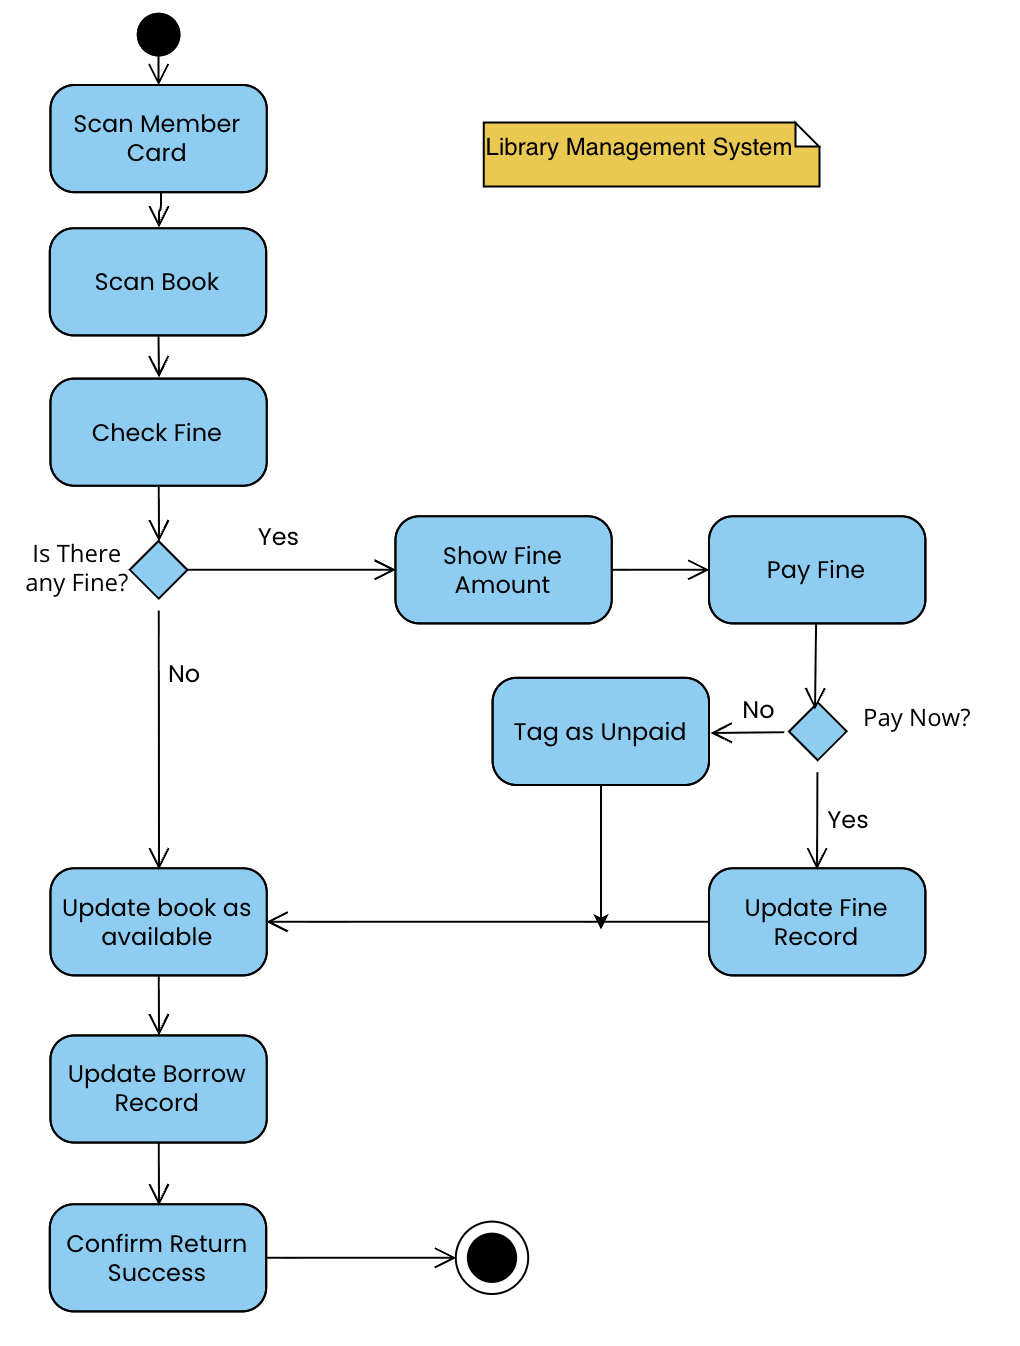 Scan Member
Card
Library Management System
Scan Book
Check Fine
Is There
any Fine?
Yes
Show Fine
Amount
Pay Fine
No
Tag as Unpaid
No
Pay Now?
Yes
Update book as
available
Update Fine
Record
Update Borrow
Record
Confirm Return
Success